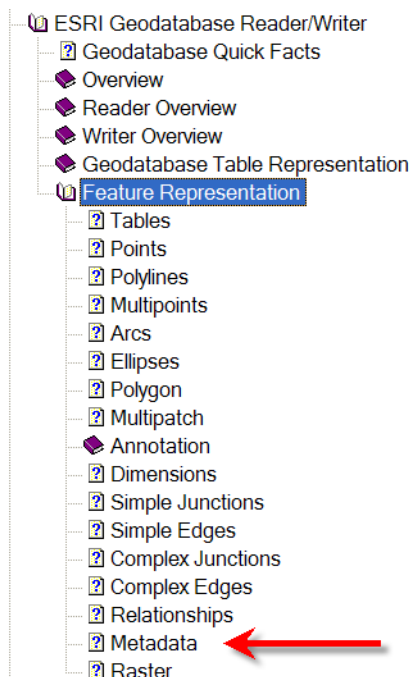 ESRI Geodatabase Reader/Writer
Geodatabase Quick Facts
Overview
Reader Overview
Writer Overview
Geodatabase Table Representation
Feature Representation
Tables
Points
Polylines
Multipoints
Arcs
Ellipses
Polygon
Multipatch
Annotation
Dimensions
Simple Junctions
Simple Edges
Complex Junctions
Complex Edges
Relationships
Metadata
Raster